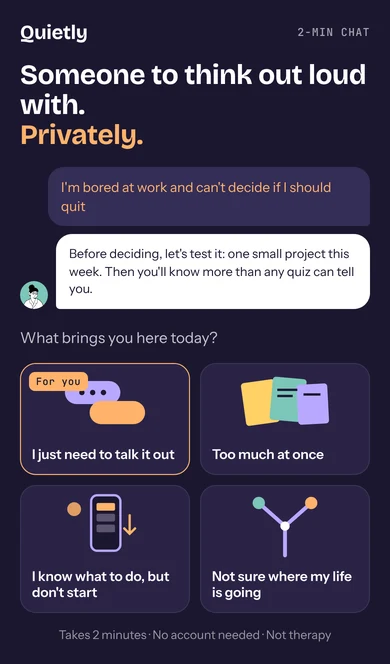 Quietly
2-MIN CHAT
Someone to think out loud
with.
Privately.
I'm bored at work and can't decide if I should
quit
Before deciding, let's test it: one small project this
week. Then you'll know more than any quiz can tell
you.
What brings you here today?
For you
I just need to talk it out
Too much at once
I know what to do, but
don't start
Not sure where my life
is going
Takes 2 minutes · No account needed · Not therapy